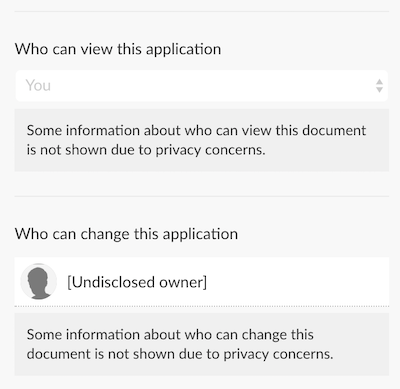 Who can view this application
You
Some information about who can view this document
is not shown due to privacy concerns.
Who can change this application
[Undisclosed owner]
Some information about who can change this
document is not shown due to privacy concerns.